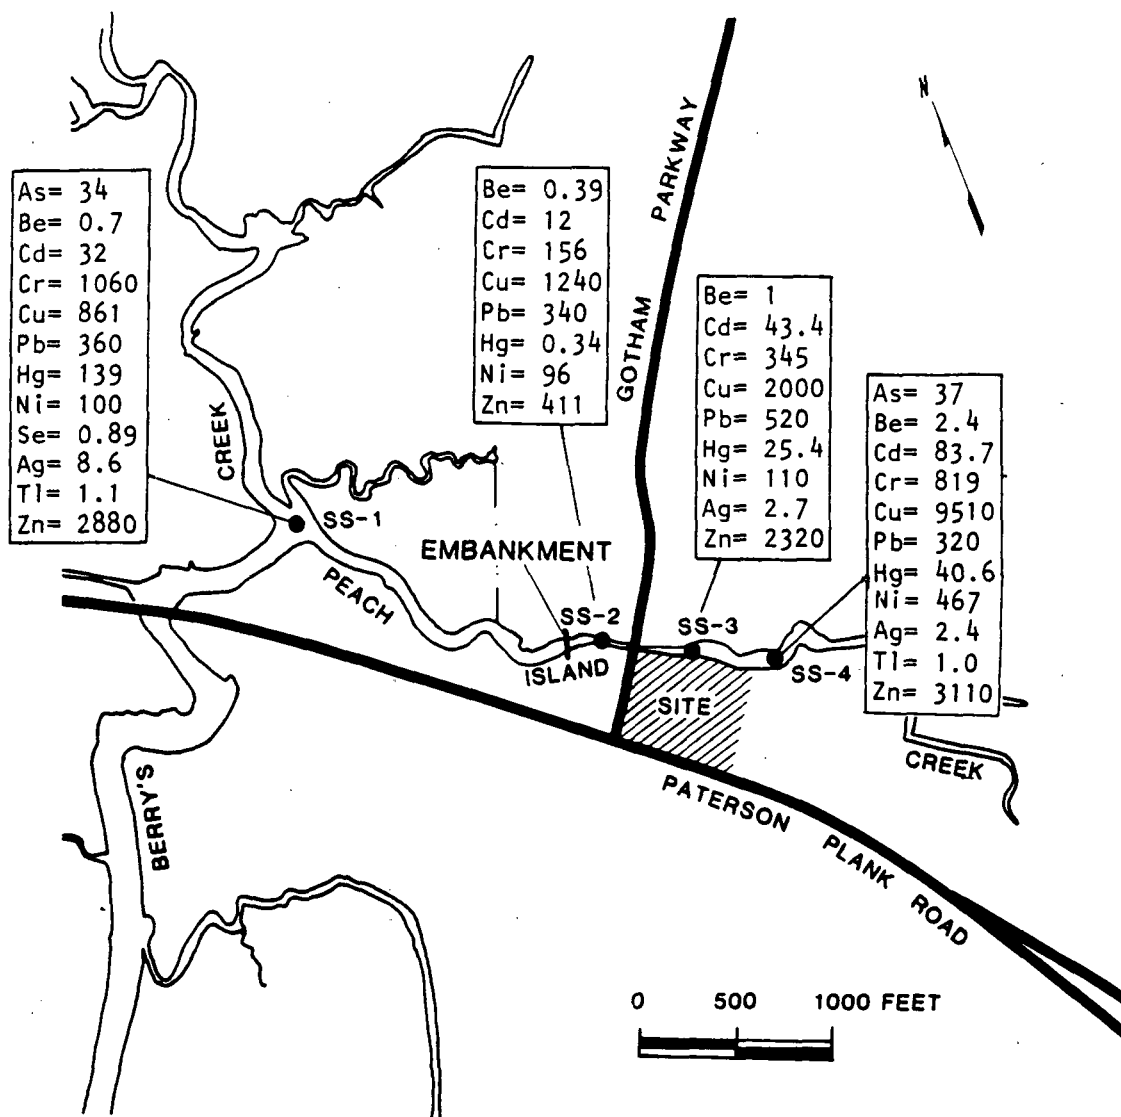 N
GOTHAM PARKWAY
As= 34
Be= 0.7
Cd= 32
Cr= 1060
Cu= 861
Pb= 360
Hg= 139
Ni= 100
Se= 0.89
Ag= 8.6
Tl= 1.1
Zn= 2880
Be= 0.39
Cd= 12
Cr= 156
Cu= 1240
Pb= 340
Hg= 0.34
Ni= 96
Zn= 411
Be= 1
Cd= 43.4
Cr= 345
Cu= 2000
Pb= 520
Hg= 25.4
Ni= 110
Ag= 2.7
Zn= 2320
As= 37
Be= 2.4
Cd= 83.7
Cr= 819
Cu= 9510
Pb= 320
Hg= 40.6
Ni= 467
Ag= 2.4
Tl= 1.0
Zn= 3110
CREEK
SS-1
EMBANKMENT
PEACH
ISLAND
CREEK
SS-2
SS-3
SS-4
SITE
BERRY'S
PATERSON PLANK ROAD
0 500 1000 FEET